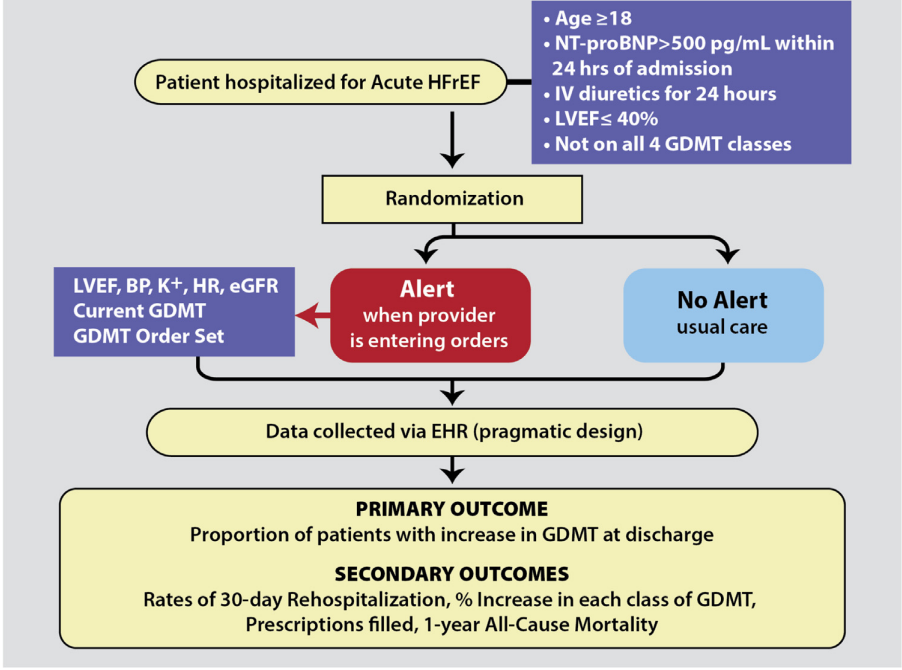 Patient hospitalized for Acute HFrEF
• Age ≥18
• NT-proBNP>500 pg/mL within
24 hrs of admission
• IV diuretics for 24 hours
• LVEF≤ 40%
• Not on all 4 GDMT classes
Randomization
LVEF, BP, K+, HR, eGFR
Current GDMT
GDMT Order Set
Alert
when provider
is entering orders
No Alert
usual care
Data collected via EHR (pragmatic design)
PRIMARY OUTCOME
Proportion of patients with increase in GDMT at discharge
SECONDARY OUTCOMES
Rates of 30-day Rehospitalization, % Increase in each class of GDMT,
Prescriptions filled, 1-year All-Cause Mortality